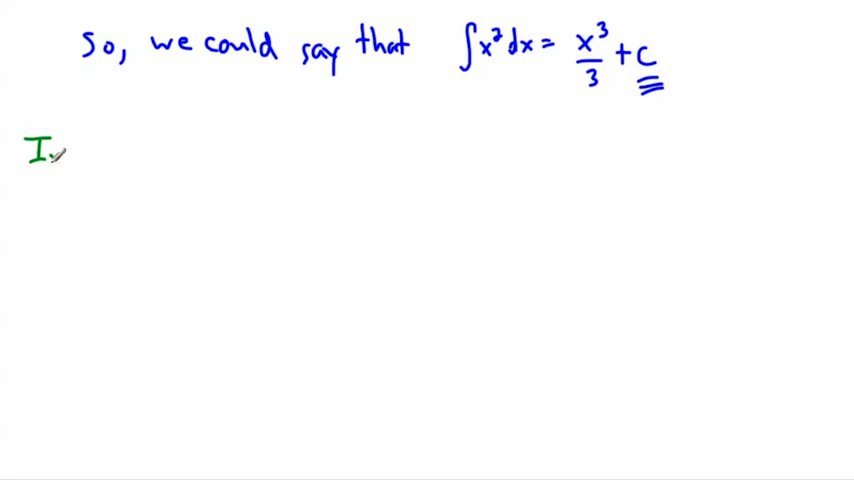 So, we could say that ∫x²dx = x³/3 + C
I